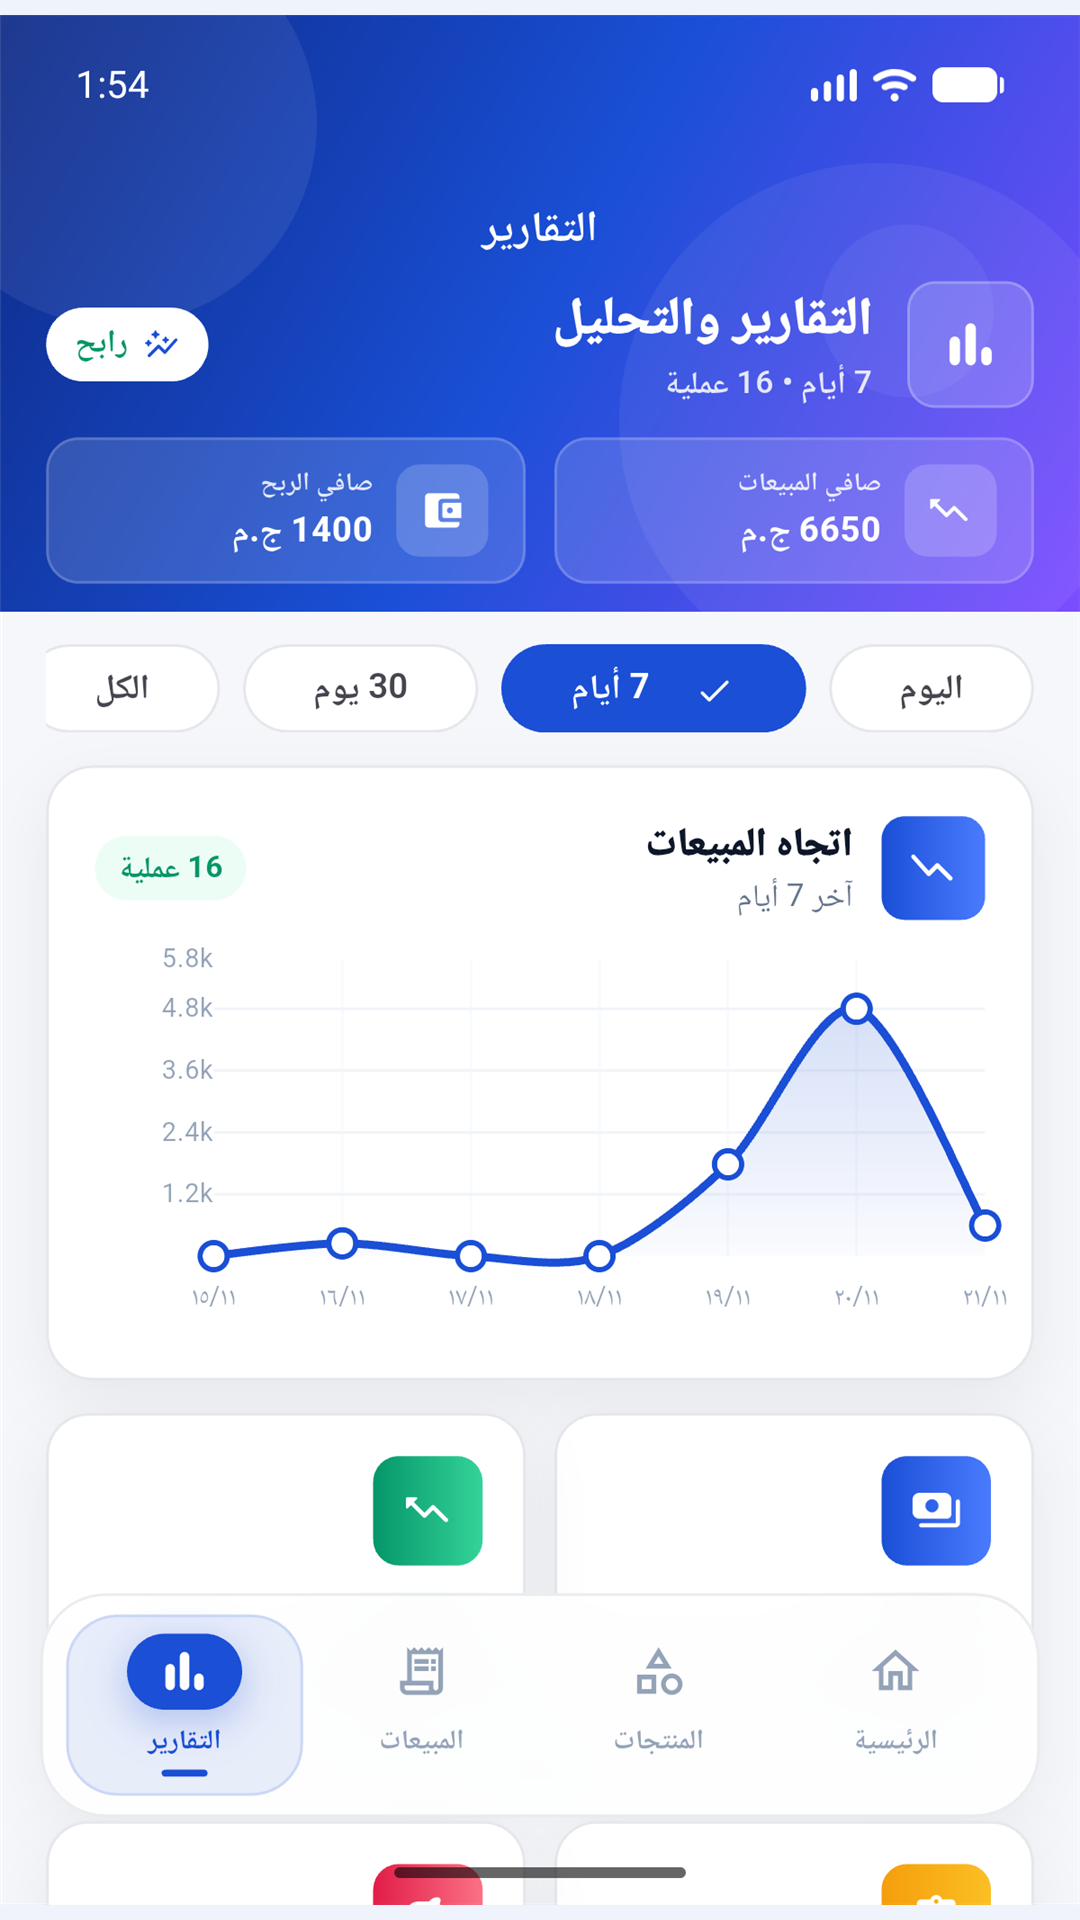 1:54
التقارير
التقارير والتحليل
7 أيام • 16 عملية
رابح
صافي المبيعات
6650 ج.م
صافي الربح
1400 ج.م
اليوم
7 أيام
30 يوم
الكل
اتجاه المبيعات
آخر 7 أيام
16 عملية
5.8k
4.8k
3.6k
2.4k
1.2k
١٥/١١
١٦/١١
١٧/١١
١٨/١١
١٩/١١
٢٠/١١
٢١/١١
الرئيسية
المنتجات
المبيعات
التقارير